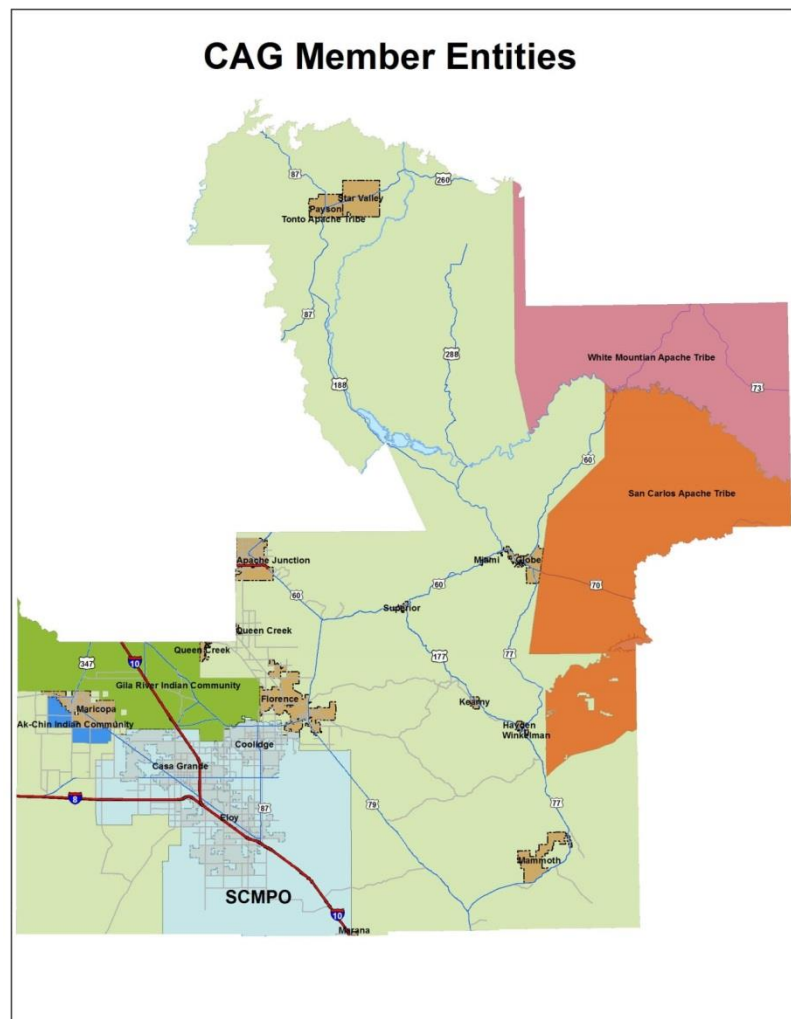 CAG Member Entities
87
260
Star Valley
Payson
Tonto Apache Tribe
87
288
188
White Mountian Apache Tribe
73
60
San Carlos Apache Tribe
Apache Junction
Miami
Globe
60
60
70
Superior
Queen Creek
Queen Creek
347
10
177
77
Gila River Indian Community
Florence
Kearny
Maricopa
Ak-Chin Indian Community
Hayden
Winkelman
Coolidge
Casa Grande
8
87
79
77
Eloy
Mammoth
SCMPO
10
Marana